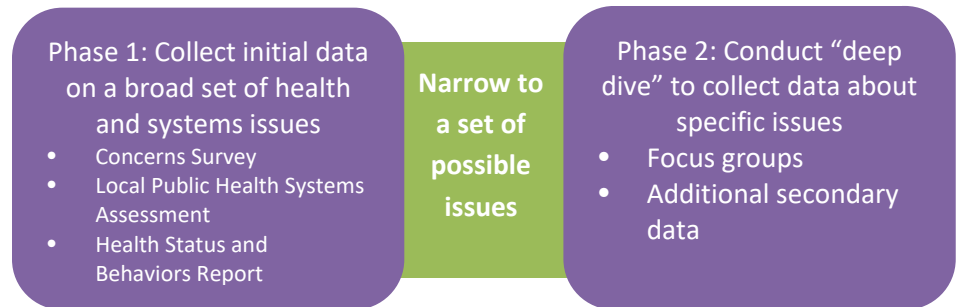 Phase 1: Collect initial data
on a broad set of health
and systems issues
• Concerns Survey
• Local Public Health Systems
Assessment
• Health Status and
Behaviors Report
Narrow to
a set of
possible
issues
Phase 2: Conduct “deep
dive” to collect data about
specific issues
• Focus groups
• Additional secondary
data